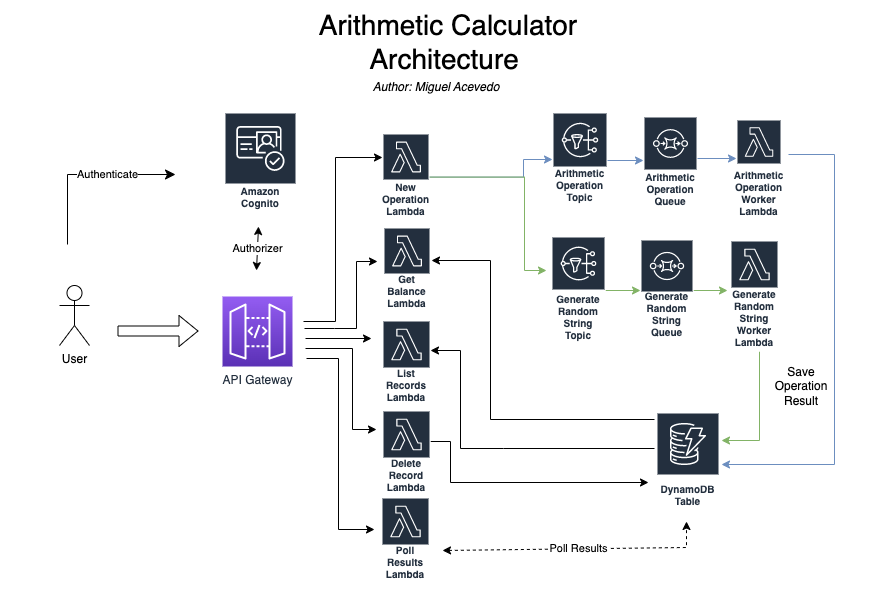 Arithmetic Calculator
Architecture
Author: Miguel Acevedo
Authenticate
Amazon
Cognito
Authorizer
User
API Gateway
New
Operation
Lambda
Get
Balance
Lambda
List
Records
Lambda
Delete
Record
Lambda
Poll
Results
Lambda
Arithmetic
Operation
Topic
Arithmetic
Operation
Queue
Arithmetic
Operation
Worker
Lambda
Generate
Random
String
Topic
Generate
Random
String
Queue
Generate
Random
String
Worker
Lambda
Save
Operation
Result
DynamoDB
Table
Poll Results